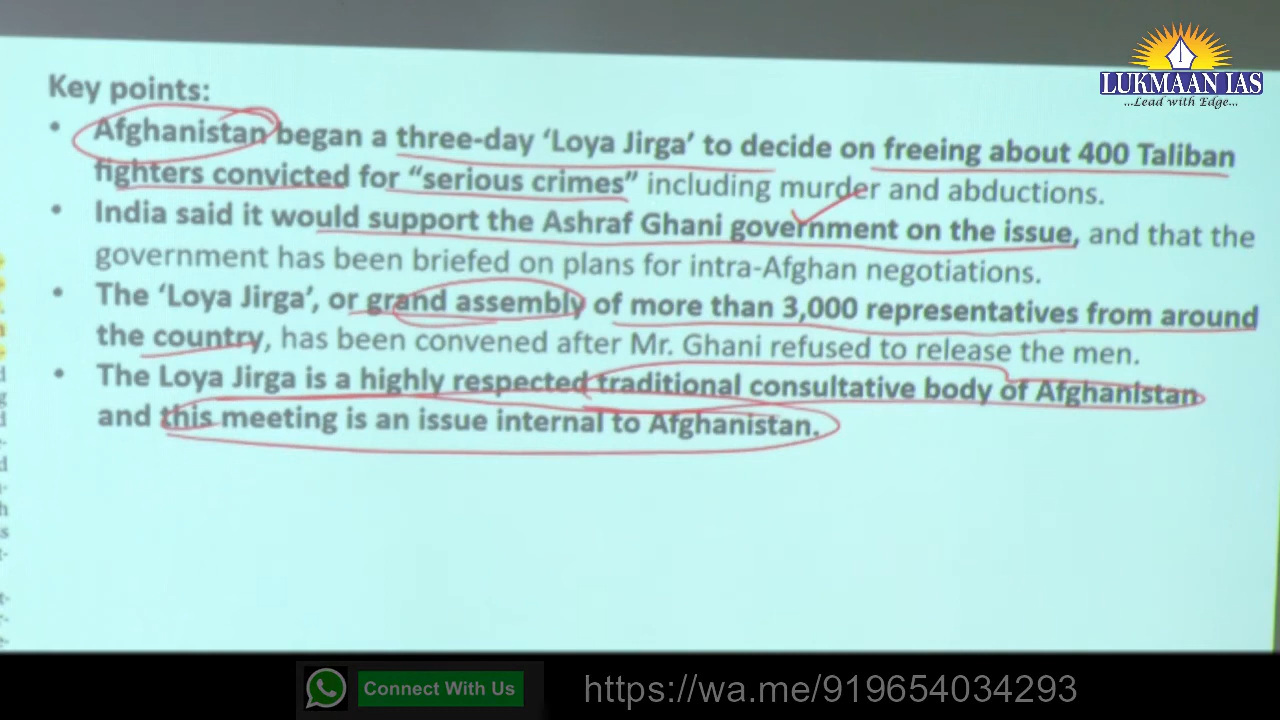 LUKMAAN IAS
...Lead with Edge...
Key points:
• Afghanistan began a three-day ‘Loya Jirga’ to decide on freeing about 400 Taliban
fighters convicted for “serious crimes” including murder and abductions.
• India said it would support the Ashraf Ghani government on the issue, and that the
government has been briefed on plans for intra-Afghan negotiations.
• The ‘Loya Jirga’, or grand assembly of more than 3,000 representatives from around
the country, has been convened after Mr. Ghani refused to release the men.
• The Loya Jirga is a highly respected traditional consultative body of Afghanistan
and this meeting is an issue internal to Afghanistan.
Connect With Us
https://wa.me/919654034293